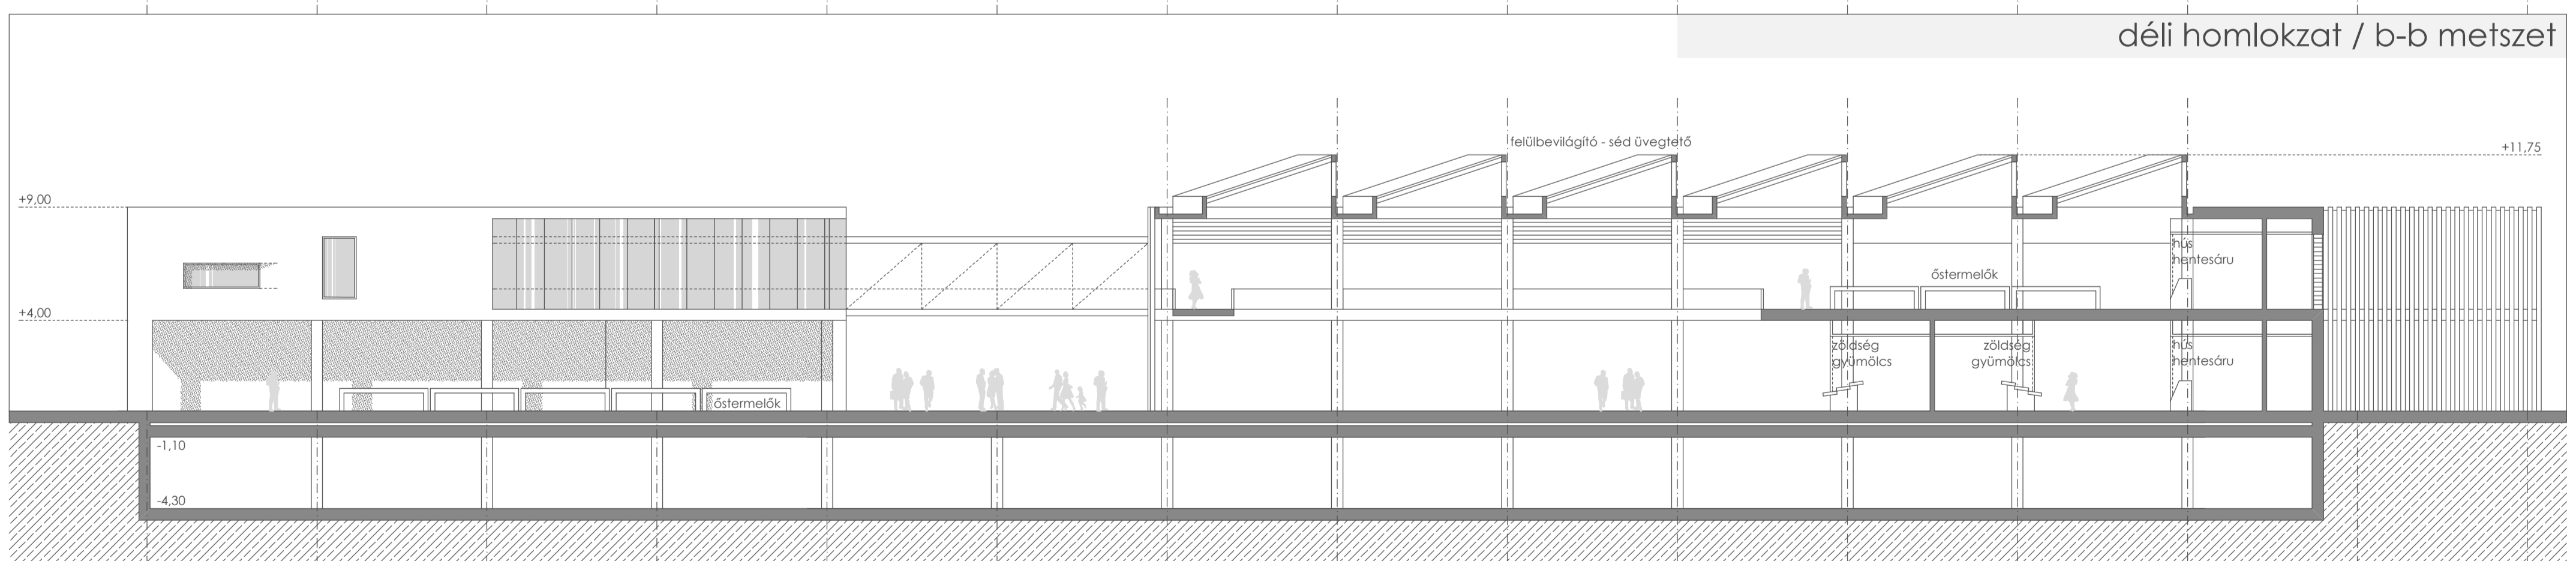 déli homlokzat / b-b metszet
felülbevilágító - séd üvegtető
+11,75
+9,00
hús
hentesáru
őstermelők
+4,00
zöldség
gyümölcs
zöldség
gyümölcs
hús
hentesáru
őstermelők
-1,10
-4,30